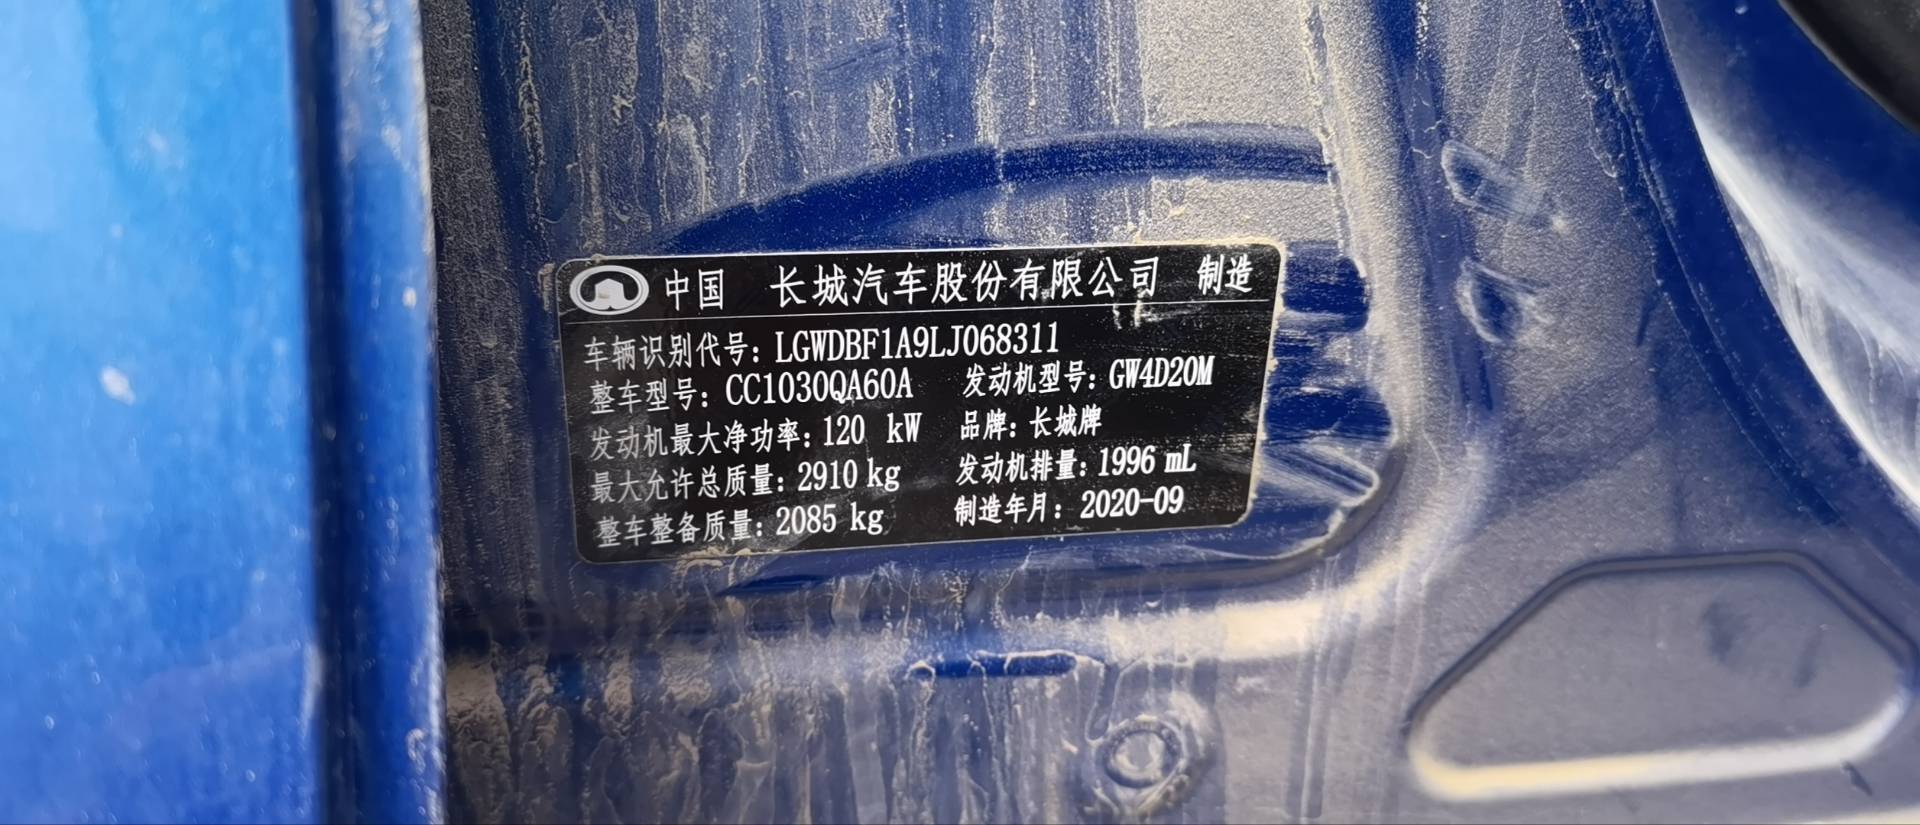 中国 长城汽车股份有限公司 制造
车辆识别代号: LGWDBF1A9LJ068311
整车型号: CC1030QA60A 发动机型号: GW4D20M
发动机最大净功率: 120 kW 品牌: 长城牌
最大允许总质量: 2910 kg 发动机排量: 1996 mL
整车整备质量: 2085 kg 制造年月: 2020-09